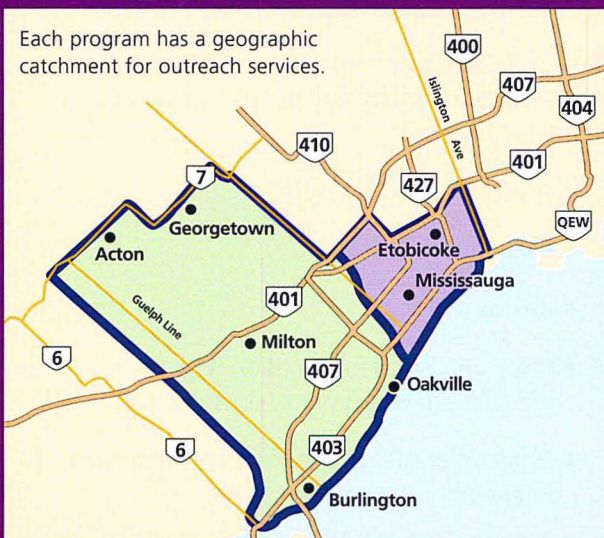 Each program has a geographic
catchment for outreach services.
400
407
404
Islington
Ave
410
401
427
7
QEW
Georgetown
Etobicoke
Acton
Mississauga
401
Guelph Line
Milton
6
407
Oakville
403
6
Burlington